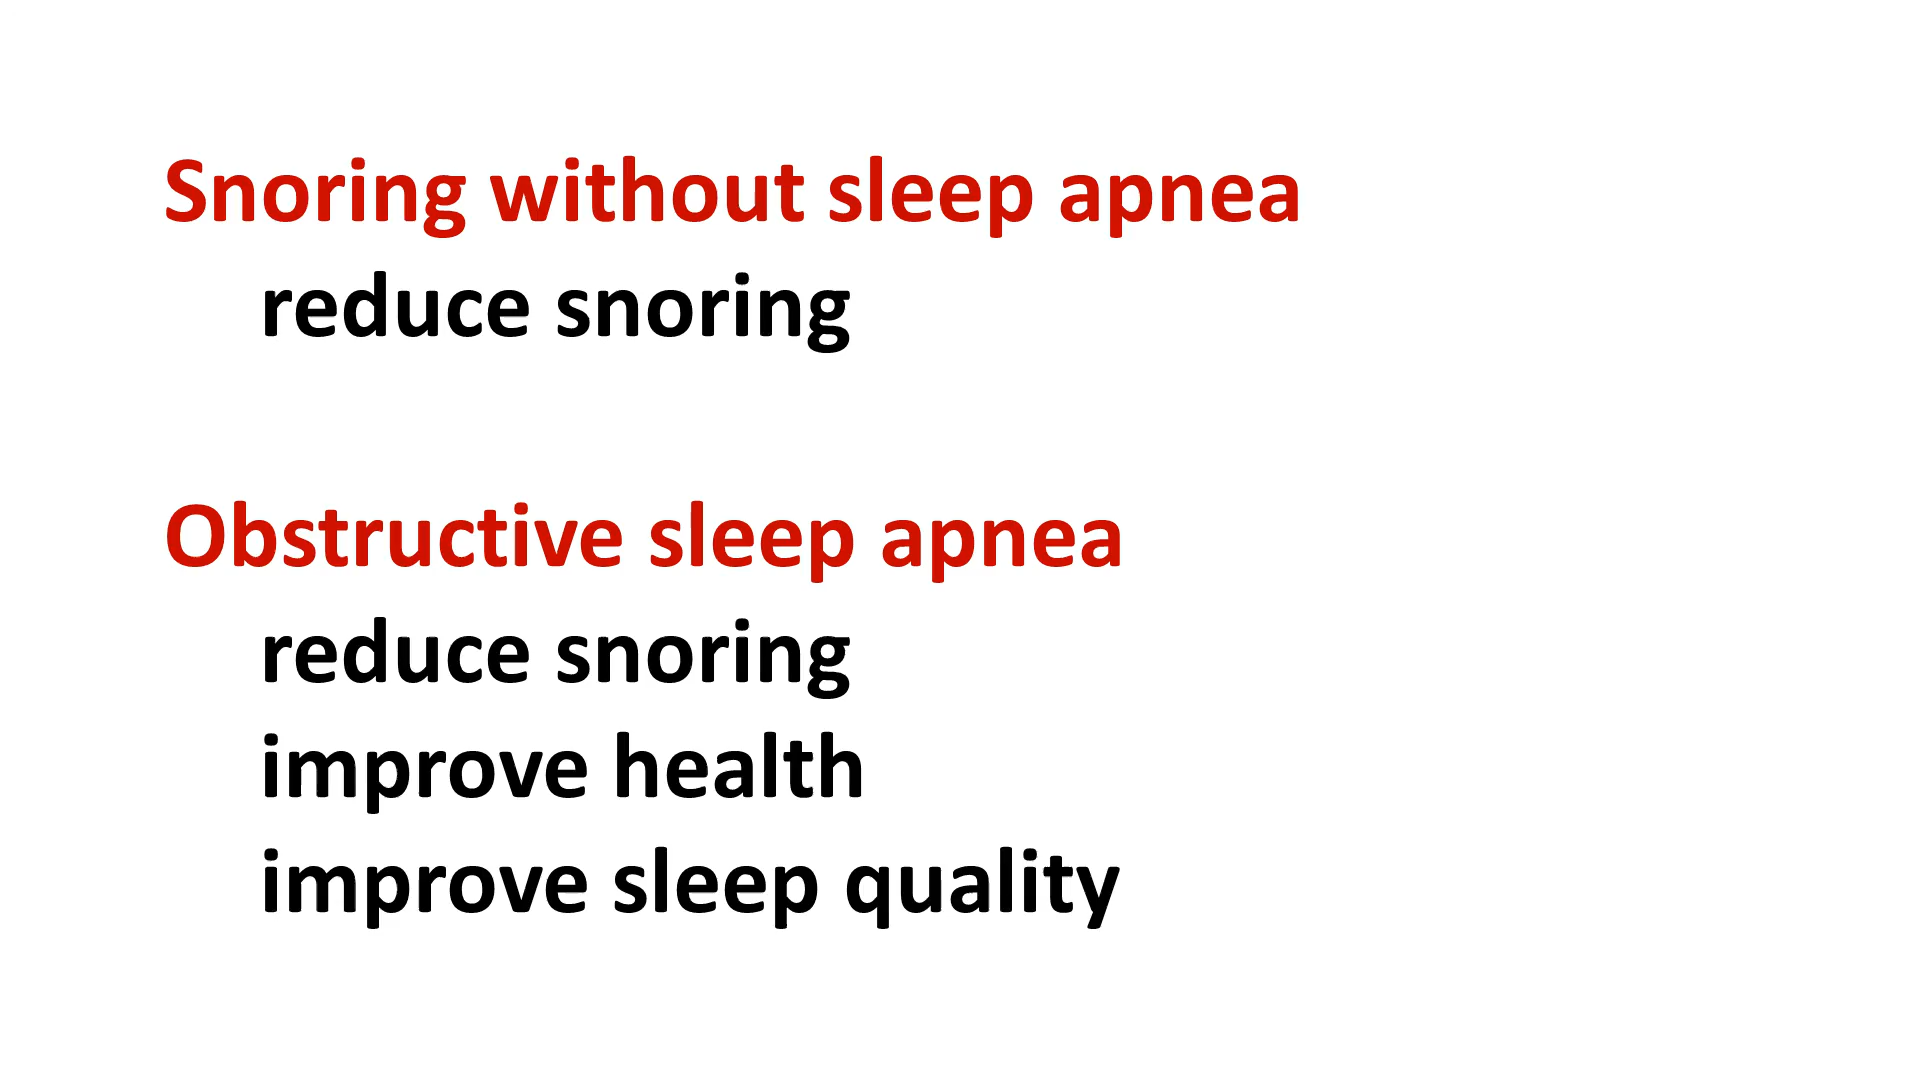 Snoring without sleep apnea
reduce snoring
Obstructive sleep apnea
reduce snoring
improve health
improve sleep quality